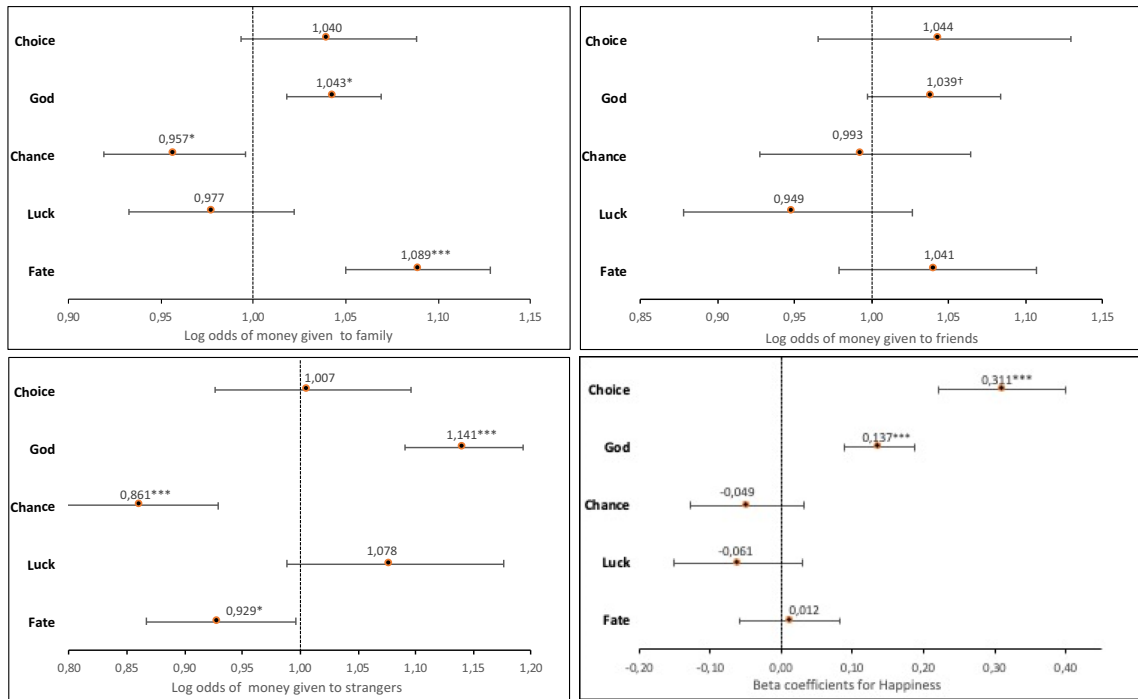 Choice 1,040
God 1,043*
Chance 0,957*
Luck 0,977
Fate 1,089***
0,90 0,95 1,00 1,05 1,10 1,15
Log odds of money given to family
Choice 1,044
God 1,039†
Chance 0,993
Luck 0,949
Fate 1,041
0,85 0,90 0,95 1,00 1,05 1,10 1,15
Log odds of money given to friends
Choice 1,007
God 1,141***
Chance 0,861***
Luck 1,078
Fate 0,929*
0,80 0,85 0,90 0,95 1,00 1,05 1,10 1,15 1,20
Log odds of money given to strangers
Choice 0,311***
God 0,137***
Chance -0,049
Luck -0,061
Fate 0,012
-0,20 -0,10 0,00 0,10 0,20 0,30 0,40
Beta coefficients for Happiness